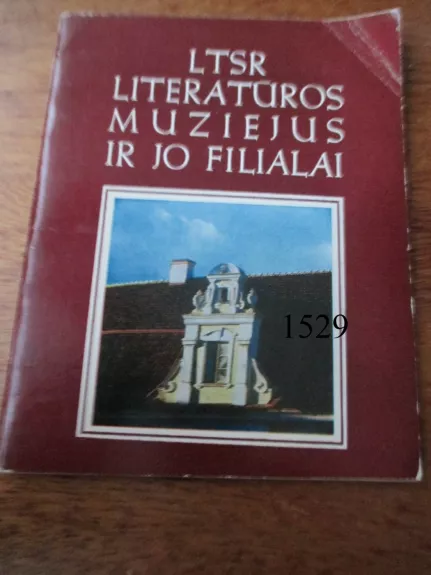 LTSR
LITERATŪROS
MUZIEJUS
IR JO FILIALAI
1529